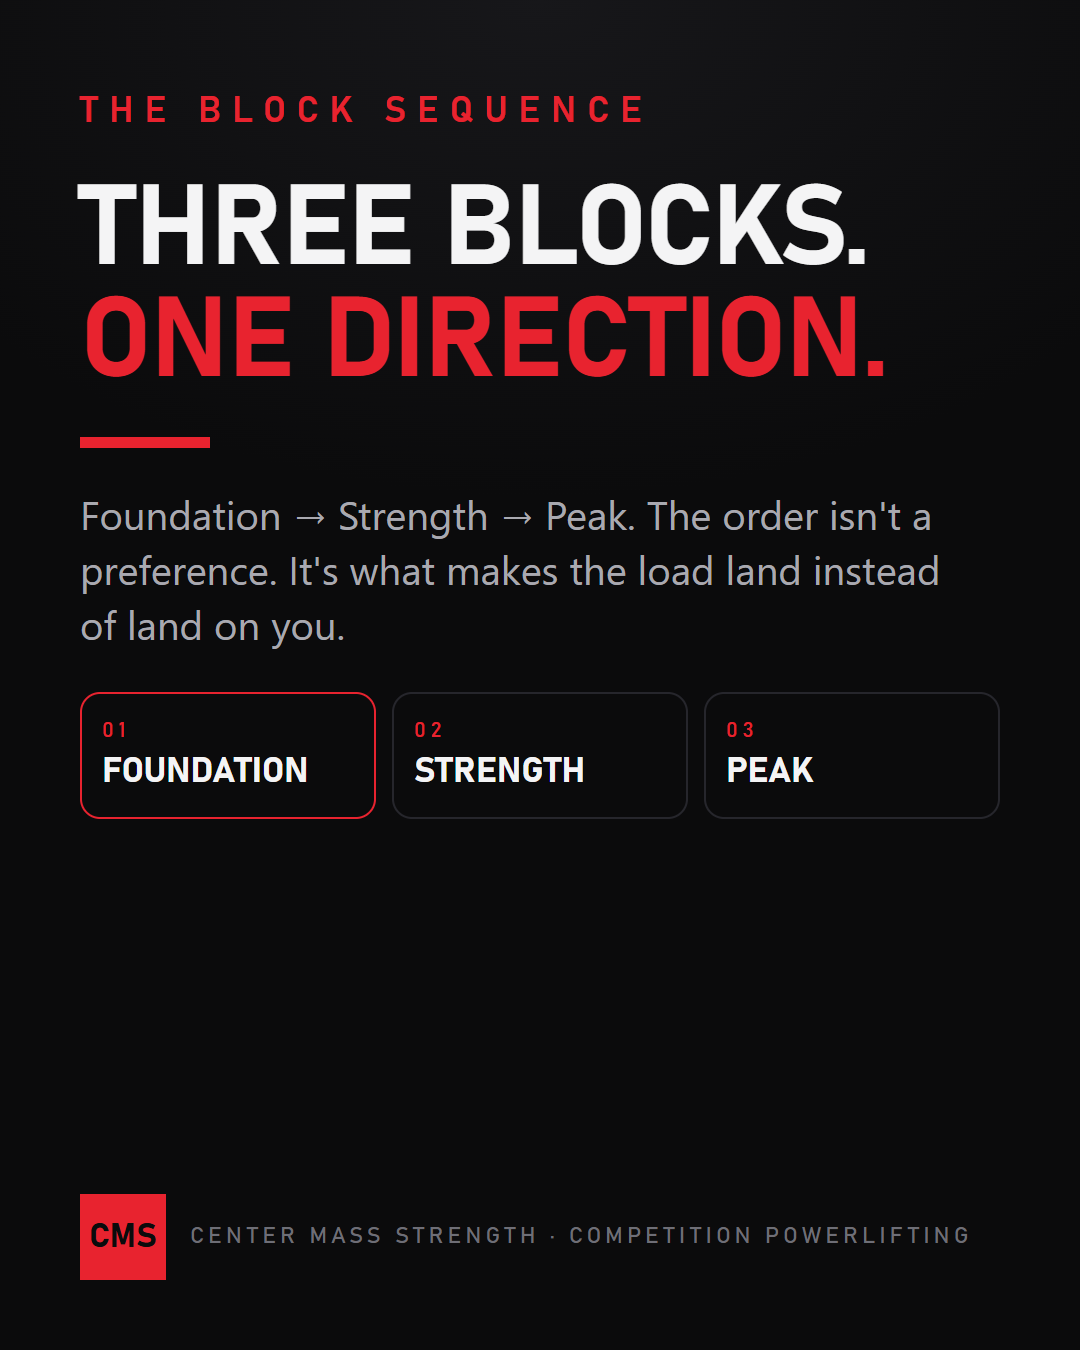 THE BLOCK SEQUENCE
THREE BLOCKS.
ONE DIRECTION.
Foundation → Strength → Peak. The order isn't a
preference. It's what makes the load land instead
of land on you.
01
FOUNDATION
02
STRENGTH
03
PEAK
CMS
CENTER MASS STRENGTH · COMPETITION POWERLIFTING